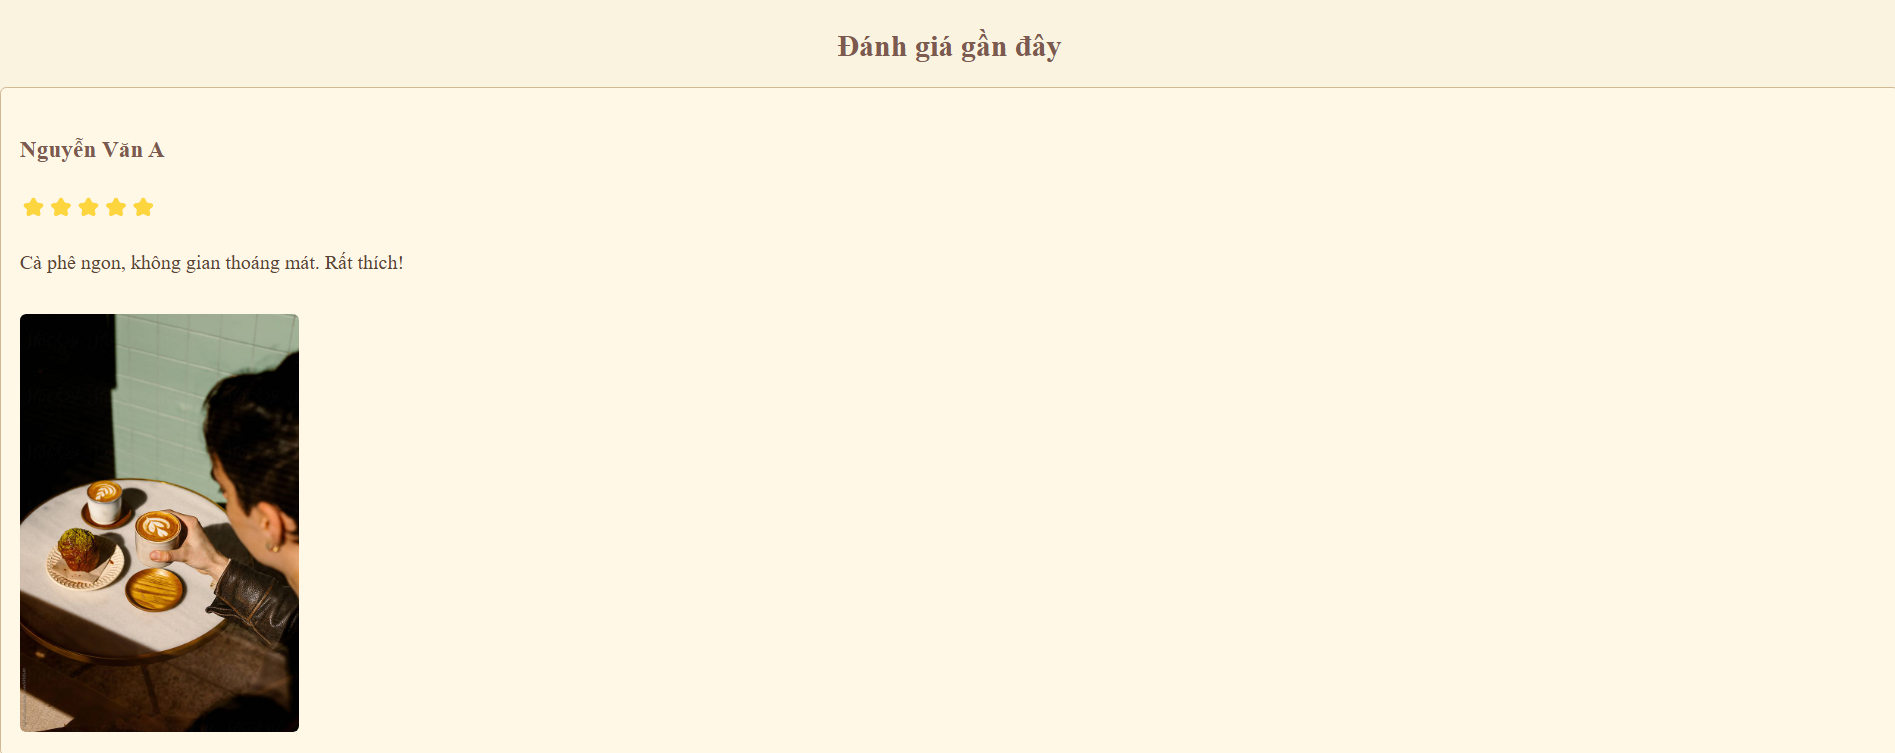 Đánh giá gần đây
Nguyễn Văn A
Cà phê ngon, không gian thoáng mát. Rất thích!